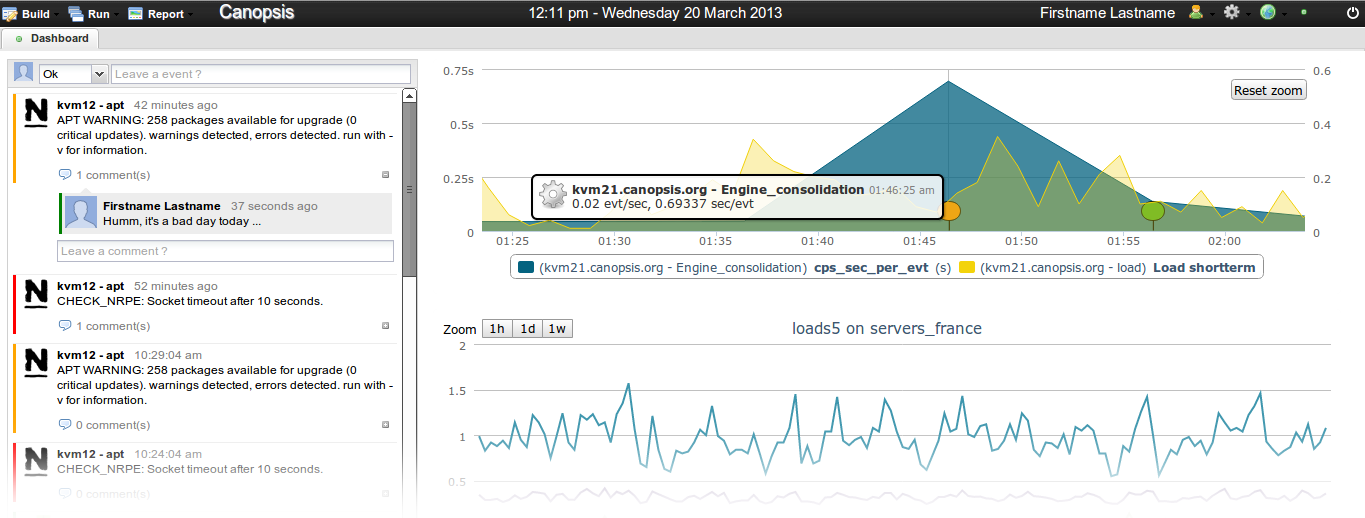 Build Run Report Canopsis 12:11 pm - Wednesday 20 March 2013 Firstname Lastname
Dashboard
Ok Leave a event ?
kvm12 - apt 42 minutes ago
APT WARNING: 258 packages available for upgrade (0
critical updates). warnings detected, errors detected. run with -
v for information.
1 comment(s)
Firstname Lastname 37 seconds ago
Humm, it's a bad day today ...
Leave a comment ?
kvm12 - apt 52 minutes ago
CHECK_NRPE: Socket timeout after 10 seconds.
1 comment(s)
kvm12 - apt 10:29:04 am
APT WARNING: 258 packages available for upgrade (0
critical updates). warnings detected, errors detected. run with -
v for information.
0 comment(s)
kvm12 - apt 10:24:04 am
CHECK_NRPE: Socket timeout after 10 seconds.
0 comment(s)
0.75s 0.6
Reset zoom
0.5s 0.4
0.25s 0.2
kvm21.canopsis.org - Engine_consolidation 01:46:25 am
0.02 evt/sec, 0.69337 sec/evt
0 0
01:25 01:30 01:35 01:40 01:45 01:50 01:55 02:00
(kvm21.canopsis.org - Engine_consolidation) cps_sec_per_evt (s) (kvm21.canopsis.org - load) Load shortterm
Zoom 1h 1d 1w loads5 on servers_france
2
1.5
1
0.5